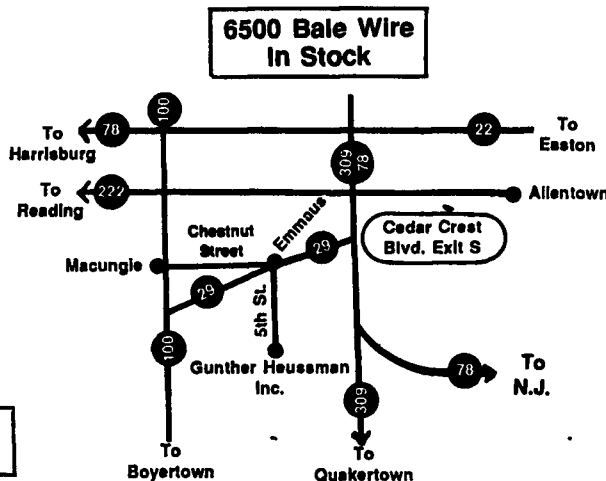 6500 Bale Wire
In Stock
100
78
22
To
Harrisburg
To
Easton
309
78
222
To
Reading
Allentown
Chestnut
Street
Emmaus
29
Cedar Crest
Blvd. Exit S
Macungie
29
5th St.
100
Gunther Heussman
Inc.
78
To
N.J.
309
To
Boyertown
To
Quakertown